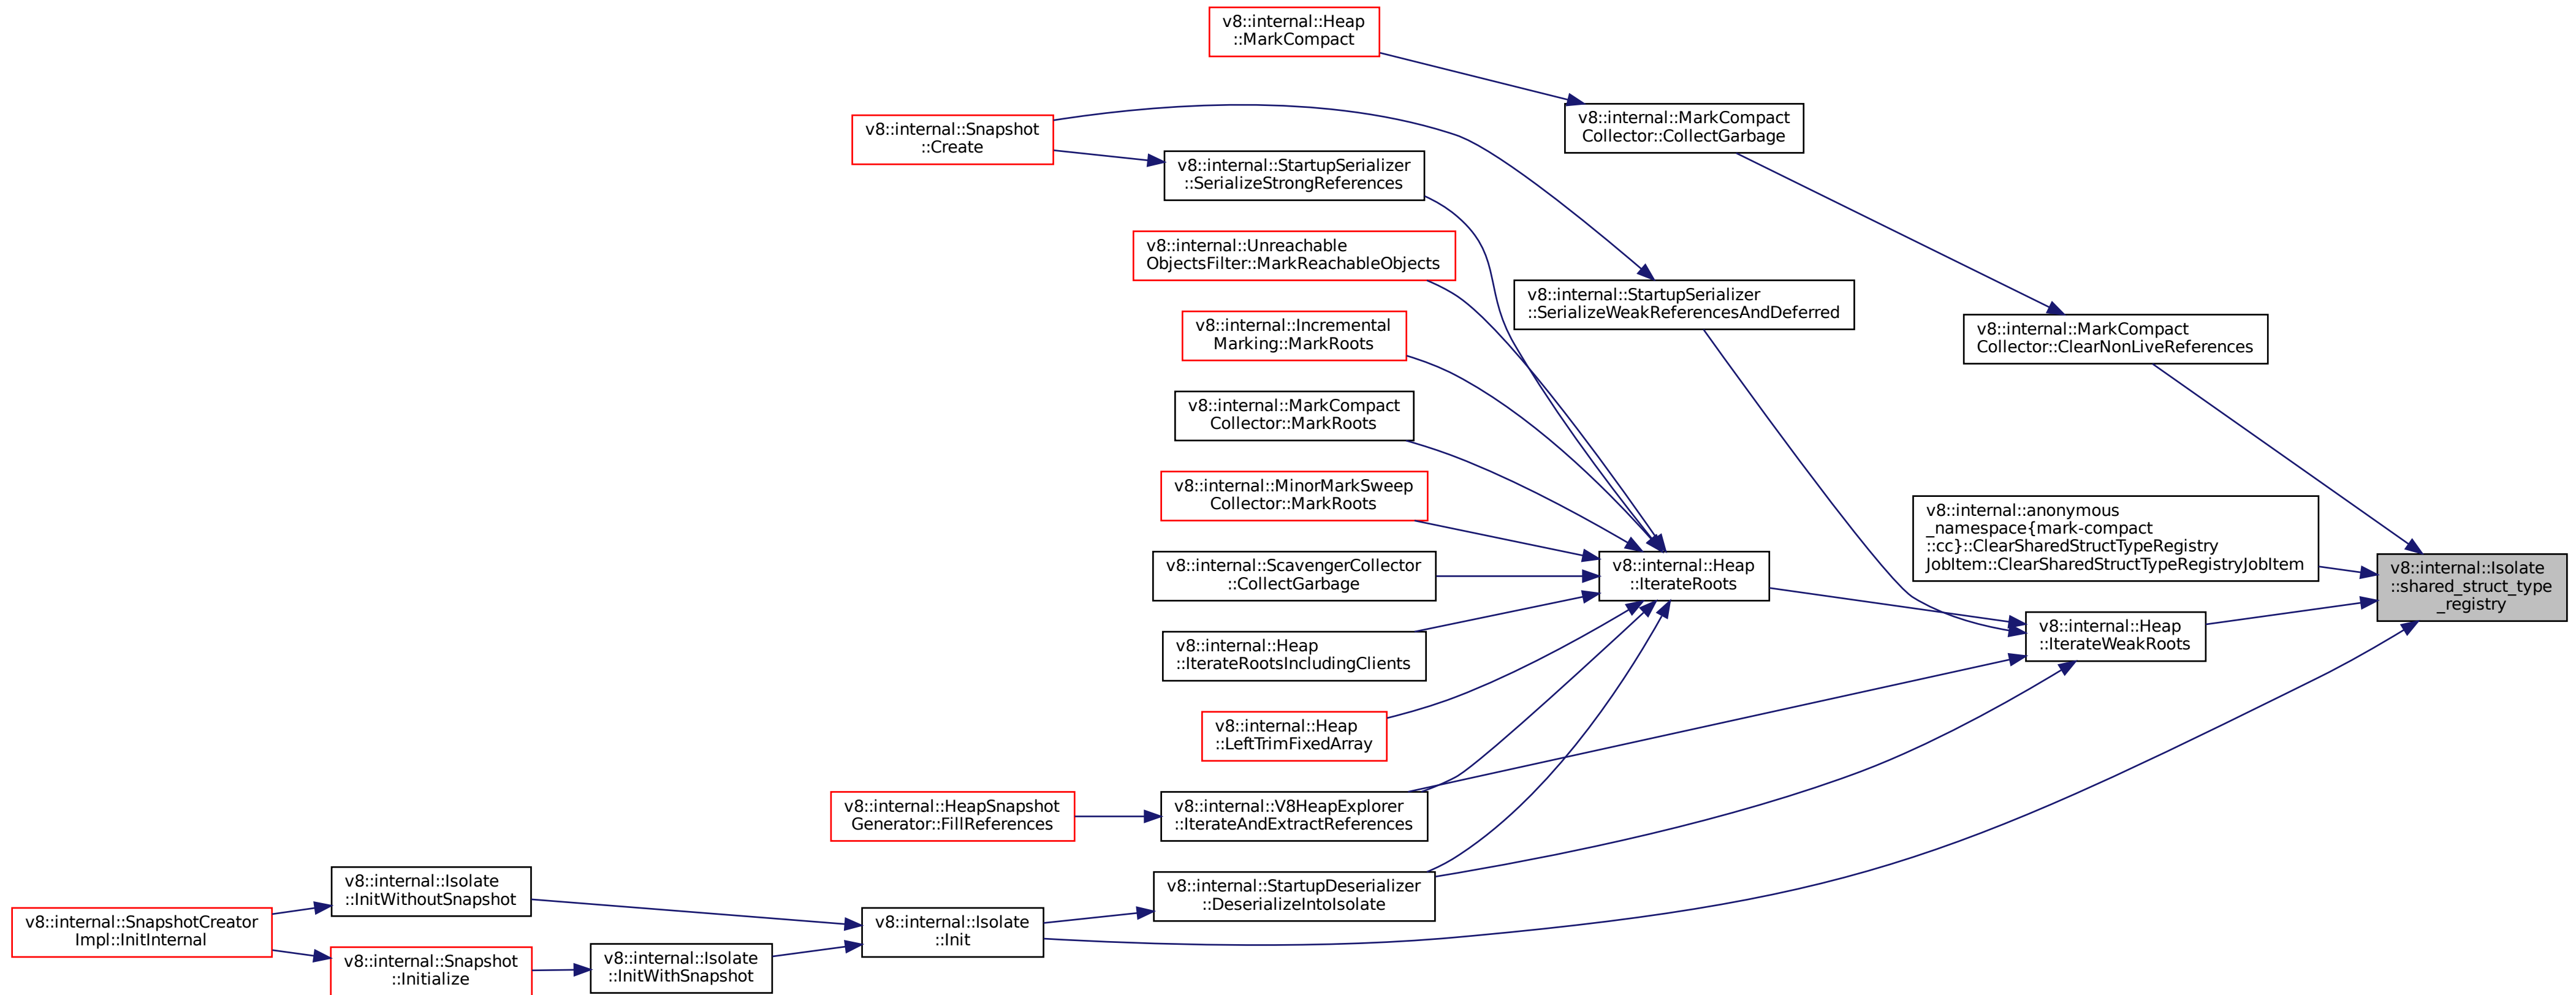 v8::internal::Heap
::MarkCompact
v8::internal::MarkCompact
Collector::CollectGarbage
v8::internal::Snapshot
::Create
v8::internal::StartupSerializer
::SerializeStrongReferences
v8::internal::Unreachable
ObjectsFilter::MarkReachableObjects
v8::internal::StartupSerializer
::SerializeWeakReferencesAndDeferred
v8::internal::Incremental
Marking::MarkRoots
v8::internal::MarkCompact
Collector::ClearNonLiveReferences
v8::internal::MarkCompact
Collector::MarkRoots
v8::internal::MinorMarkSweep
Collector::MarkRoots
v8::internal::anonymous
_namespace{mark-compact
::cc}::ClearSharedStructTypeRegistry
JobItem::ClearSharedStructTypeRegistryJobItem
v8::internal::ScavengerCollector
::CollectGarbage
v8::internal::Heap
::IterateRoots
v8::internal::Isolate
::shared_struct_type
_registry
v8::internal::Heap
::IterateRootsIncludingClients
v8::internal::Heap
::IterateWeakRoots
v8::internal::Heap
::LeftTrimFixedArray
v8::internal::HeapSnapshot
Generator::FillReferences
v8::internal::V8HeapExplorer
::IterateAndExtractReferences
v8::internal::Isolate
::InitWithoutSnapshot
v8::internal::StartupDeserializer
::DeserializeIntoIsolate
v8::internal::SnapshotCreator
Impl::InitInternal
v8::internal::Isolate
::Init
v8::internal::Snapshot
::Initialize
v8::internal::Isolate
::InitWithSnapshot